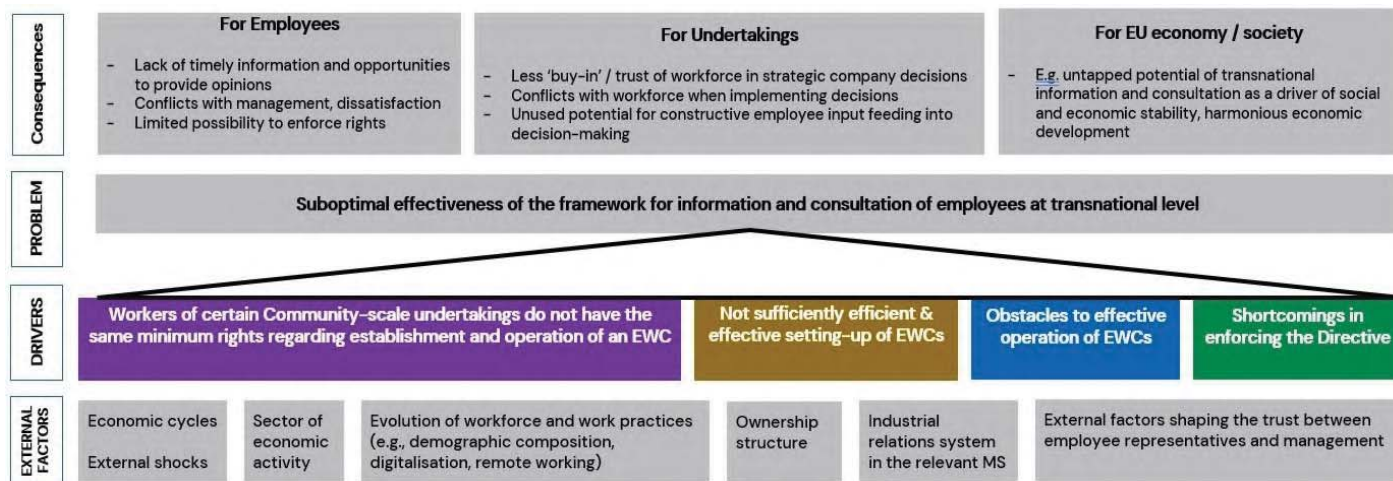 Consequences
For Employees
- Lack of timely information and opportunities
to provide opinions
- Conflicts with management, dissatisfaction
- Limited possibility to enforce rights
For Undertakings
- Less ‘buy-in’ / trust of workforce in strategic company decisions
- Conflicts with workforce when implementing decisions
- Unused potential for constructive employee input feeding into
decision-making
For EU economy / society
- E.g. untapped potential of transnational
information and consultation as a driver of social
and economic stability, harmonious economic
development
PROBLEM
Suboptimal effectiveness of the framework for information and consultation of employees at transnational level
DRIVERS
Workers of certain Community-scale undertakings do not have the
same minimum rights regarding establishment and operation of an EWC
Not sufficiently efficient &
effective setting-up of EWCs
Obstacles to effective
operation of EWCs
Shortcomings in
enforcing the Directive
EXTERNAL
FACTORS
Economic cycles
External shocks
Sector of
economic
activity
Evolution of workforce and work practices
(e.g., demographic composition,
digitalisation, remote working)
Ownership
structure
Industrial
relations system
in the relevant MS
External factors shaping the trust between
employee representatives and management